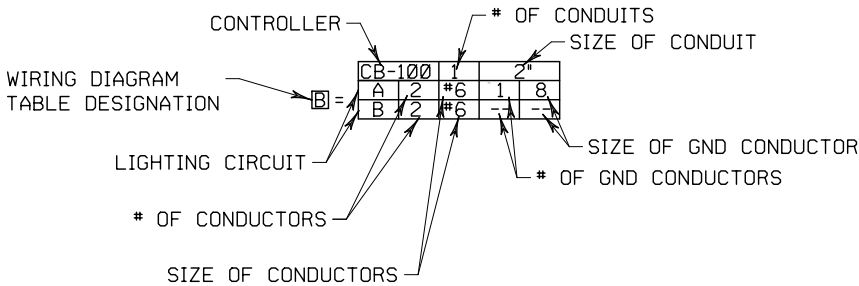 CONTROLLER
# OF CONDUITS
SIZE OF CONDUIT
CB-100 1 2"
WIRING DIAGRAM
TABLE DESIGNATION
B = A 2 #6 1 8
B 2 #6 -- --
LIGHTING CIRCUIT
SIZE OF GND CONDUCTOR
# OF GND CONDUCTORS
# OF CONDUCTORS
SIZE OF CONDUCTORS